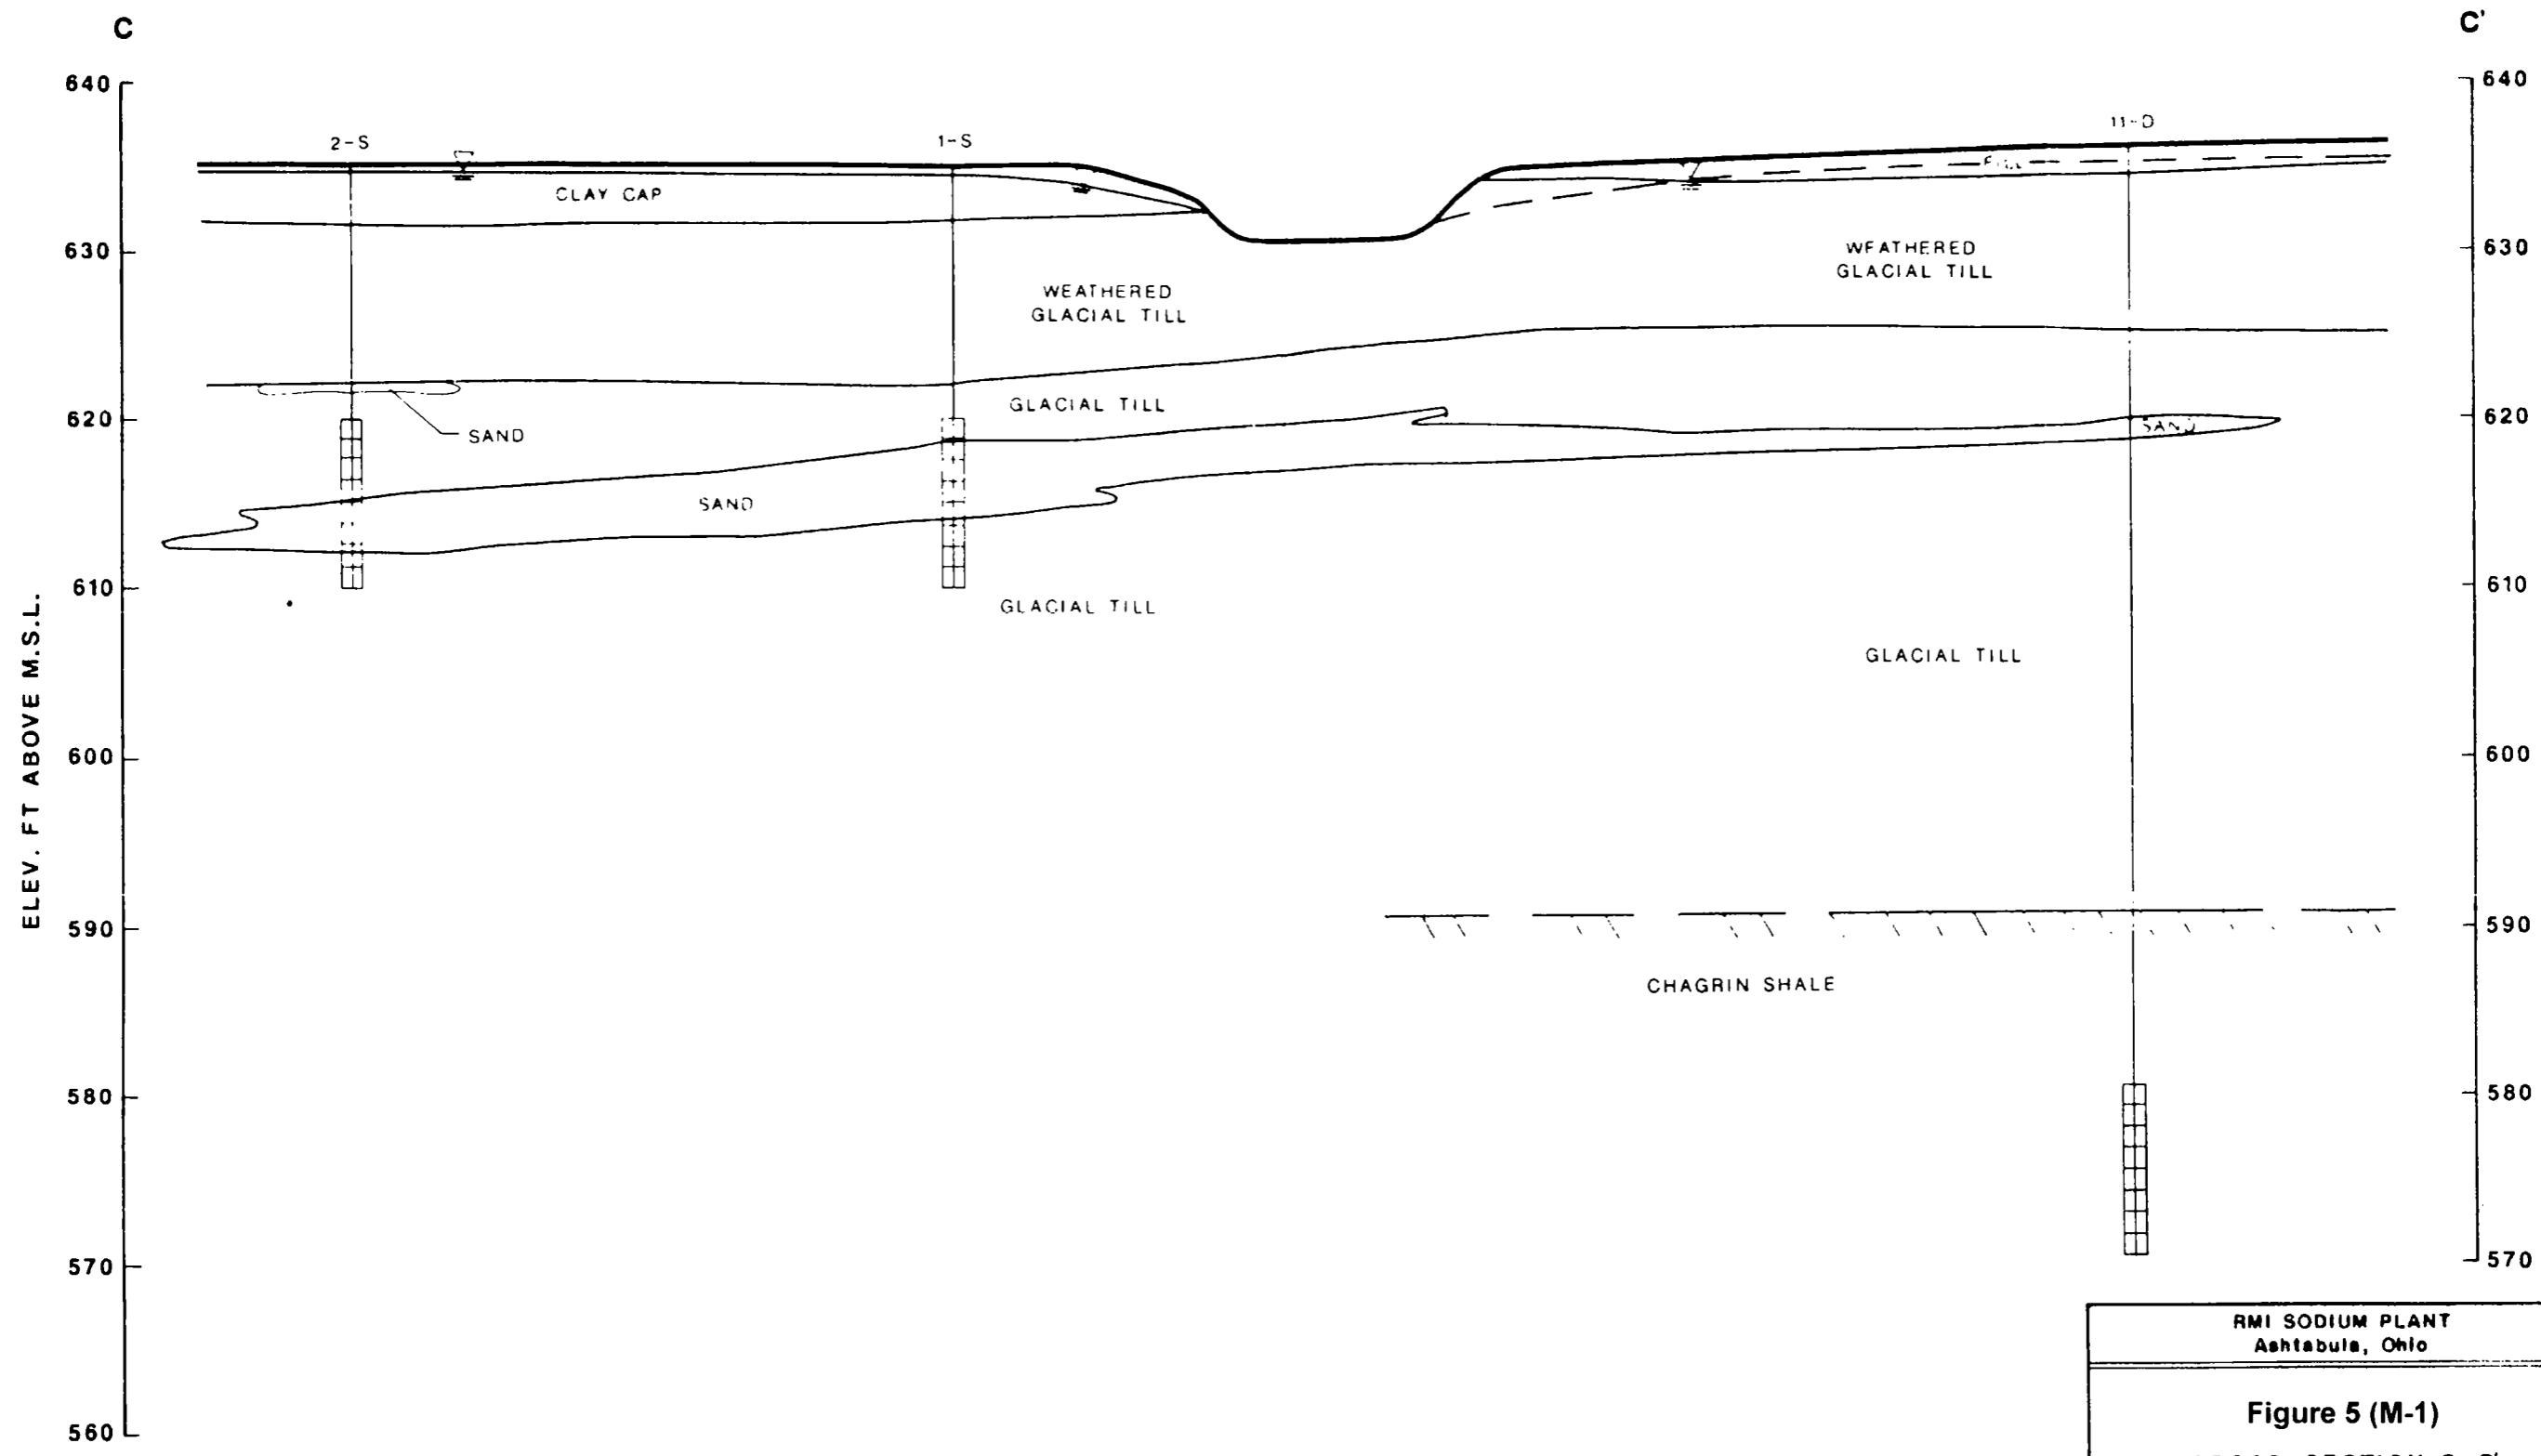 C
C'
640
640
2-S
1-S
11-D
FILL
CLAY CAP
630
630
WEATHERED
GLACIAL TILL
WEATHERED
GLACIAL TILL
620
620
GLACIAL TILL
SAND
SAND
SAND
610
610
GLACIAL TILL
GLACIAL TILL
ELEV. FT ABOVE M.S.L.
600
600
590
590
CHAGRIN SHALE
580
580
570
570
560
RMI SODIUM PLANT
Ashtabula, Ohio
Figure 5 (M-1)